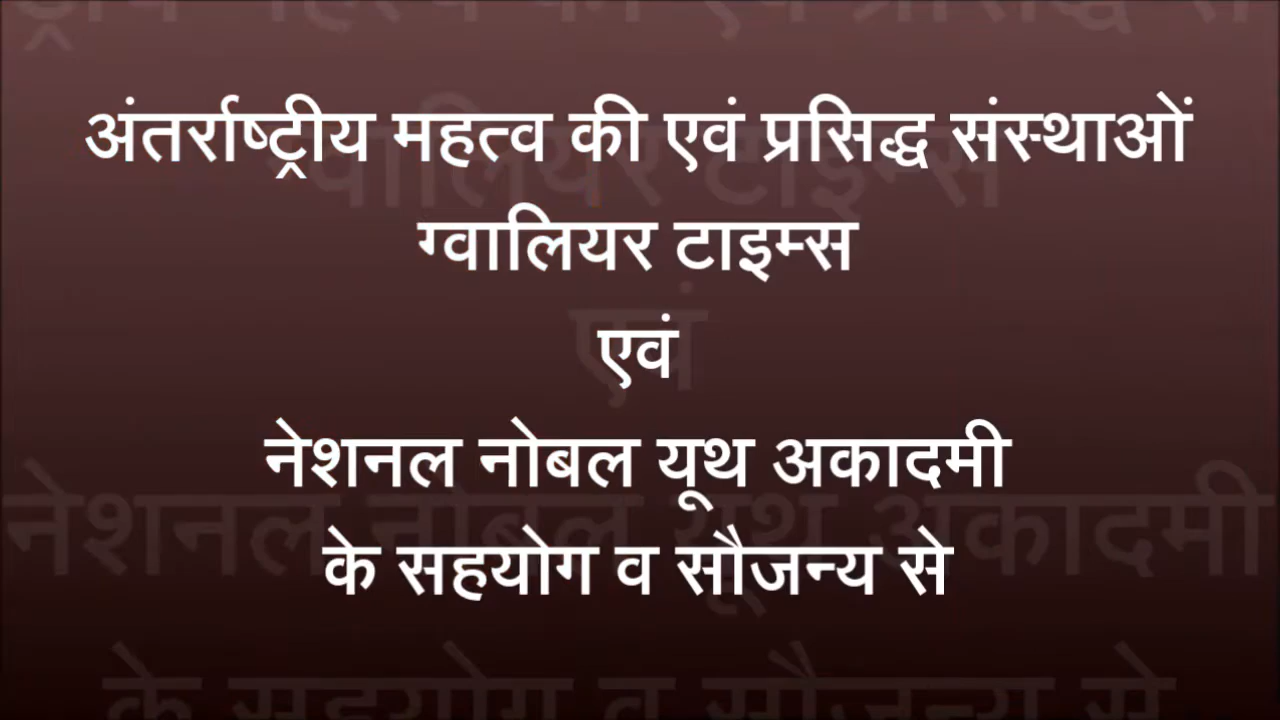 अंतर्राष्ट्रीय महत्व की एवं प्रसिद्ध संस्थाओं
ग्वालियर टाइम्स
एवं
नेशनल नोबल यूथ अकादमी
के सहयोग व सौजन्य से